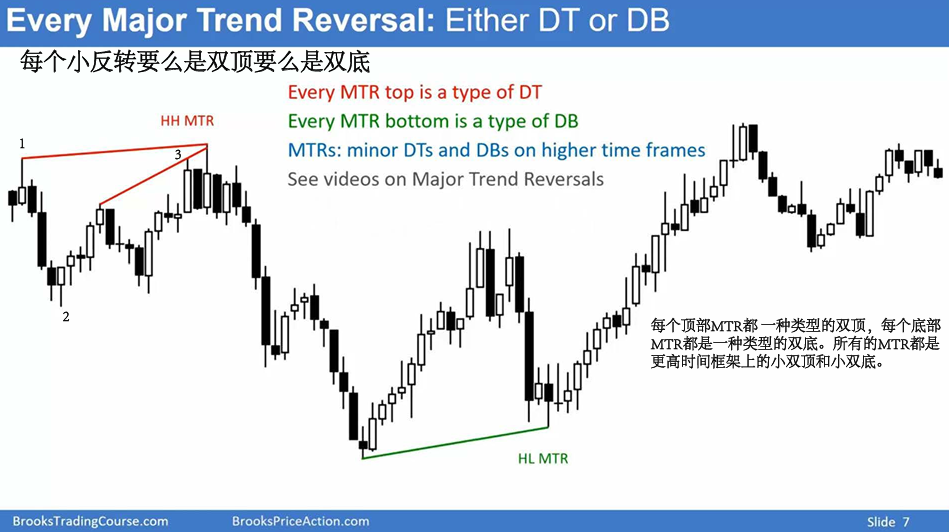 Every Major Trend Reversal: Either DT or DB
每个小反转要么是双顶要么是双底
Every MTR top is a type of DT
HH MTR
Every MTR bottom is a type of DB
1
3
MTRs: minor DTs and DBs on higher time frames
See videos on Major Trend Reversals
2
每个顶部MTR都 一种类型的双顶，每个底部
MTR都是一种类型的双底。所有的MTR都是
更高时间框架上的小双顶和小双底。
HL MTR
BrooksTradingCourse.com
BrooksPriceAction.com
Slide 7